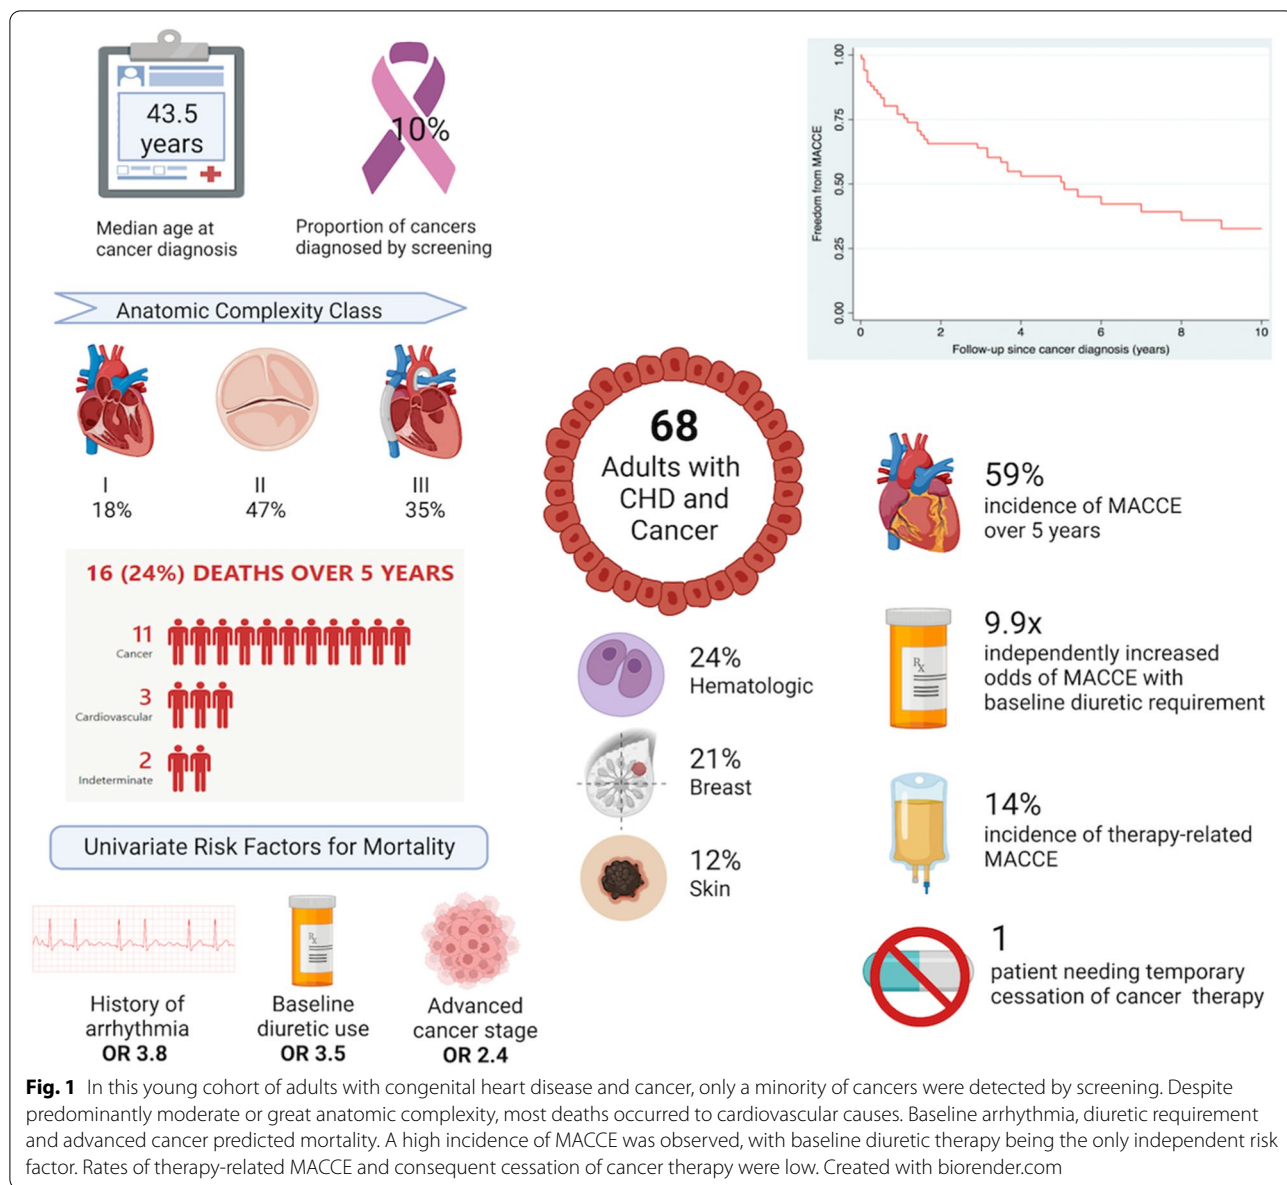 43.5
years
Median age at
cancer diagnosis
10%
Proportion of cancers
diagnosed by screening
Anatomic Complexity Class
I
18%
II
47%
III
35%
16 (24%) DEATHS OVER 5 YEARS
11
Cancer
3
Cardiovascular
2
Indeterminate
Univariate Risk Factors for Mortality
History of
arrhythmia
OR 3.8
Rx
Baseline
diuretic use
OR 3.5
Advanced
cancer stage
OR 2.4
68
Adults with
CHD and
Cancer
24%
Hematologic
21%
Breast
12%
Skin
Freedom from MACCE
1.00
0.75
0.50
0.25
0.00
0 2 4 6 8 10
Follow-up since cancer diagnosis (years)
59%
incidence of MACCE
over 5 years
Rx
9.9x
independently increased
odds of MACCE with
baseline diuretic requirement
14%
incidence of therapy-related
MACCE
1
patient needing temporary
cessation of cancer therapy
Fig. 1 In this young cohort of adults with congenital heart disease and cancer, only a minority of cancers were detected by screening. Despite
predominantly moderate or great anatomic complexity, most deaths occurred to cardiovascular causes. Baseline arrhythmia, diuretic requirement
and advanced cancer predicted mortality. A high incidence of MACCE was observed, with baseline diuretic therapy being the only independent risk
factor. Rates of therapy-related MACCE and consequent cessation of cancer therapy were low. Created with biorender.com